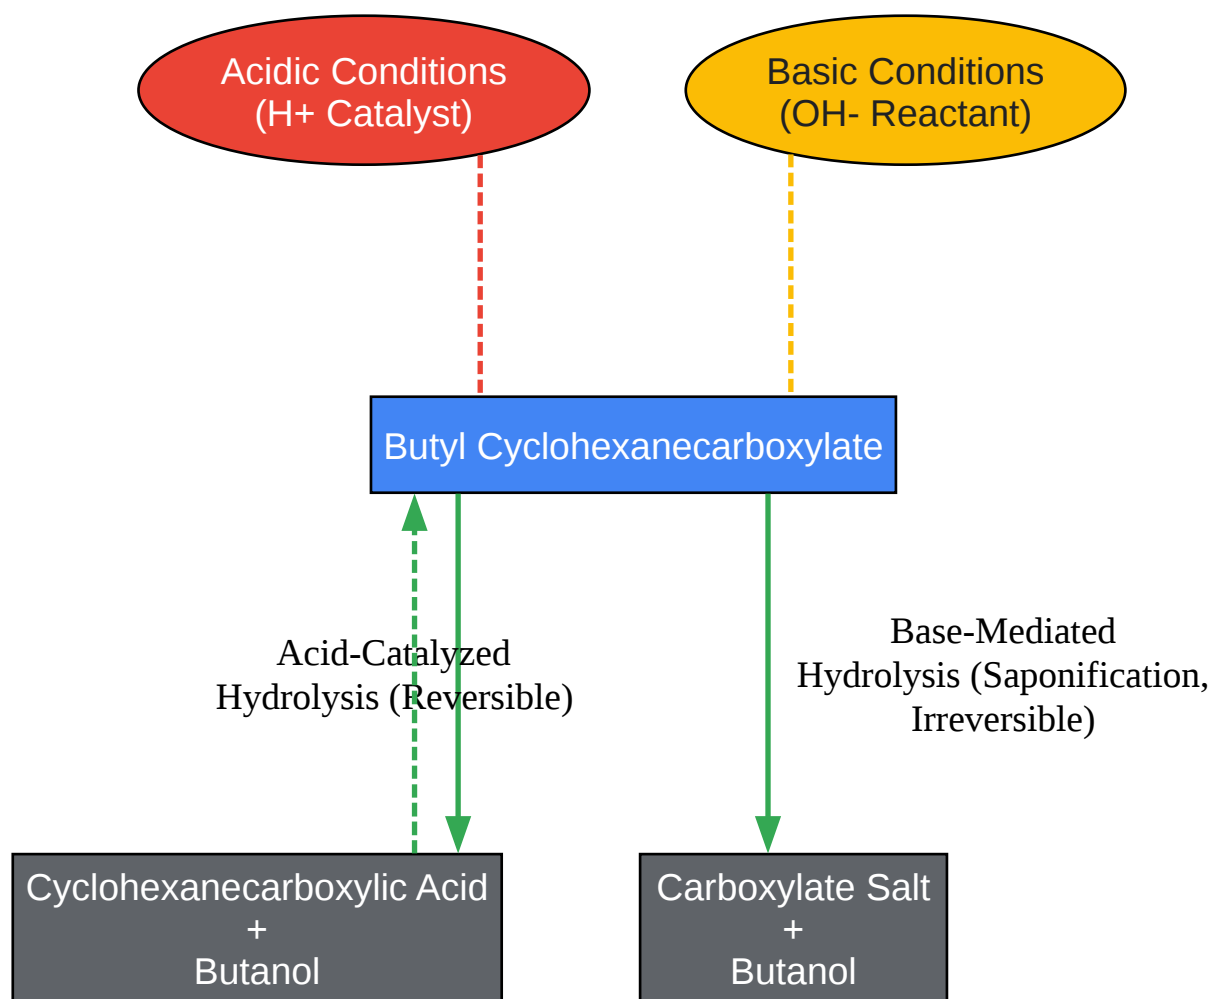 Acidic Conditions
(H+ Catalyst)
Basic Conditions
(OH- Reactant)
Butyl Cyclohexanecarboxylate
Acid-Catalyzed
Hydrolysis (Reversible)
Base-Mediated
Hydrolysis (Saponification,
Irreversible)
Cyclohexanecarboxylic Acid
+
Butanol
Carboxylate Salt
+
Butanol